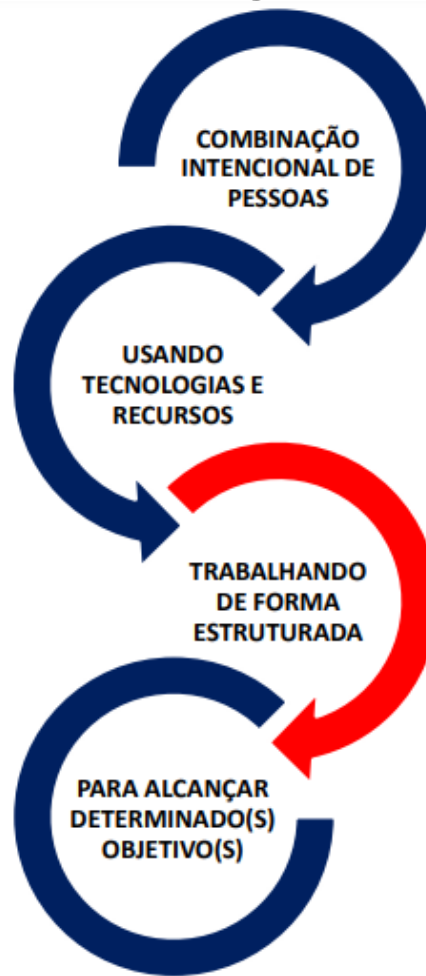 COMBINAÇÃO
INTENCIONAL DE
PESSOAS
USANDO
TECNOLOGIAS E
RECURSOS
TRABALHANDO
DE FORMA
ESTRUTURADA
PARA ALCANÇAR
DETERMINADO(S)
OBJETIVO(S)